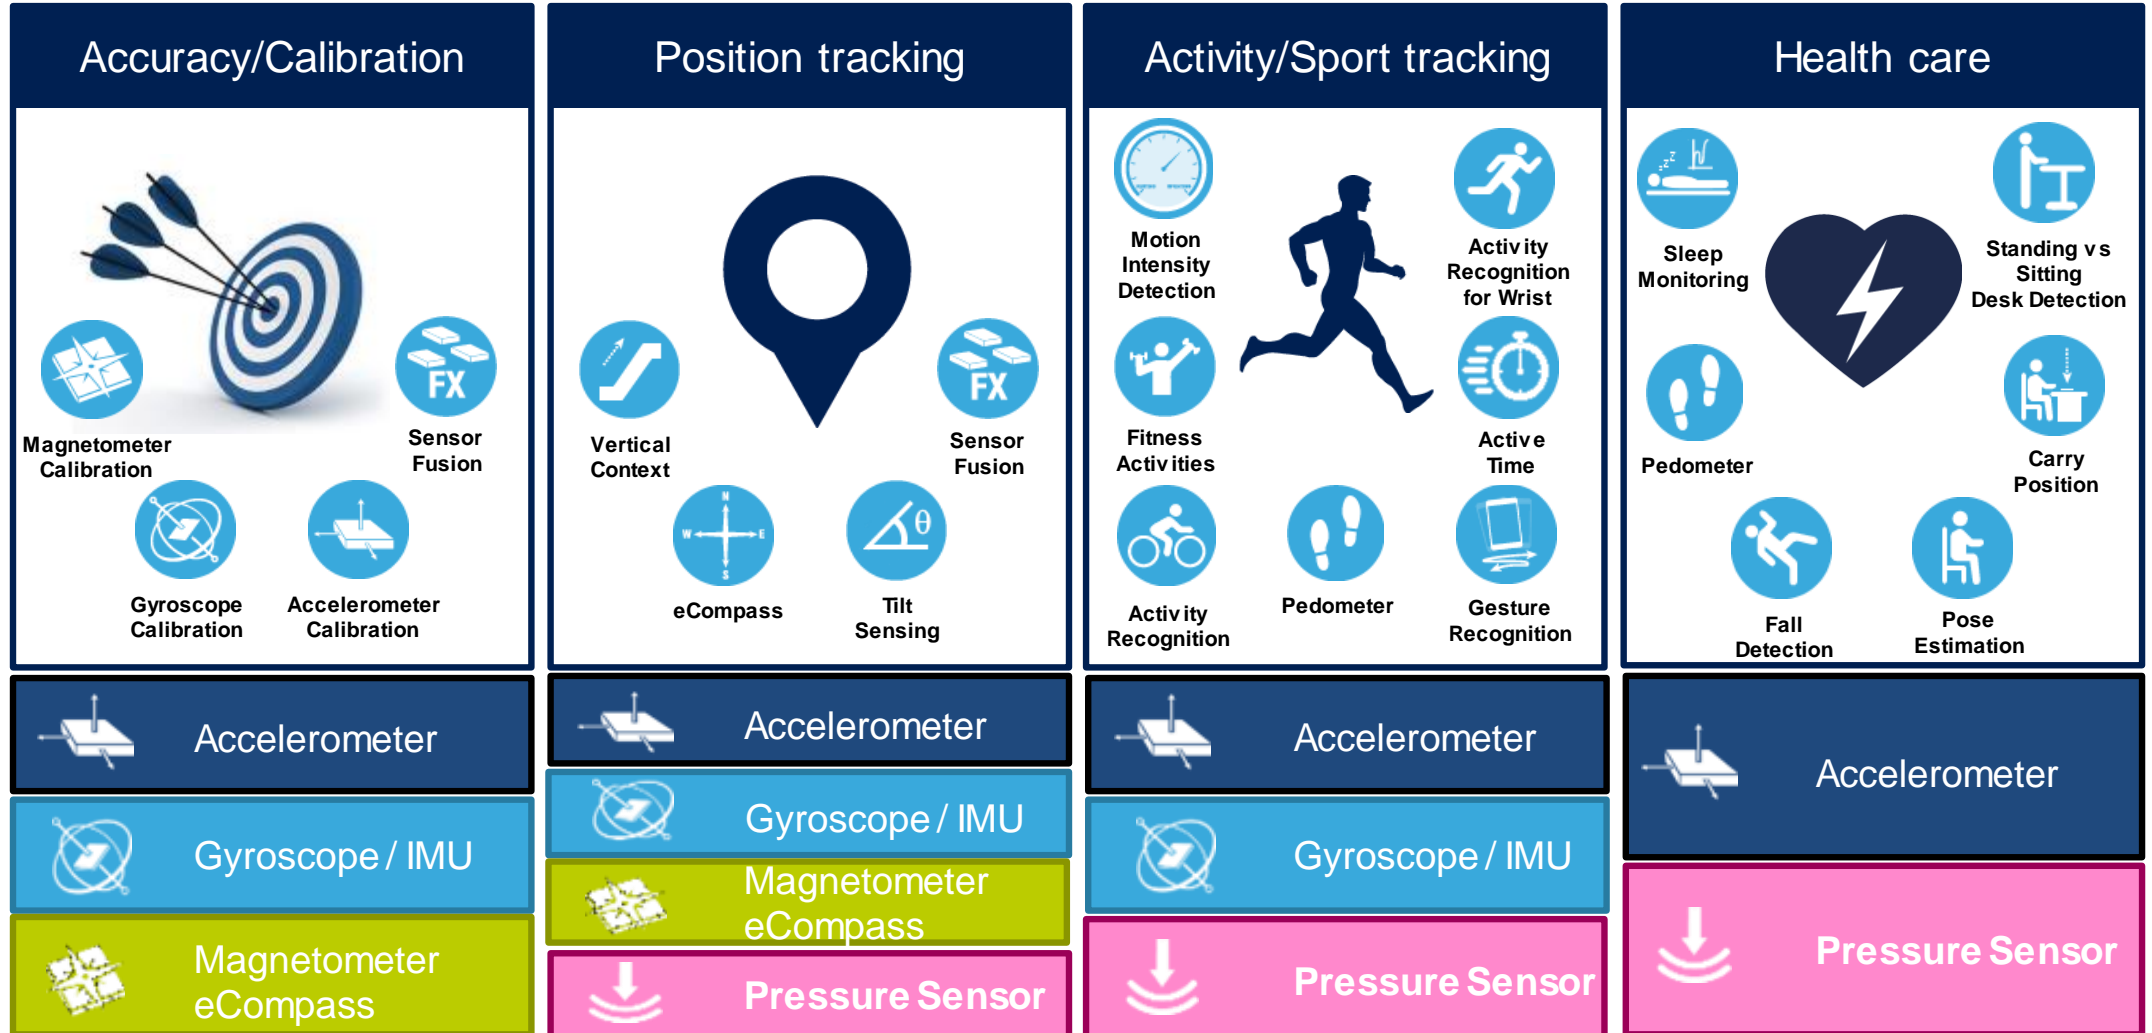 Accuracy/Calibration
Magnetometer
Calibration
FX
Sensor
Fusion
Gyroscope
Calibration
Accelerometer
Calibration
Accelerometer
Gyroscope / IMU
Magnetometer
eCompass
Position tracking
Vertical
Context
FX
Sensor
Fusion
N
W E
S
eCompass
θ
Tilt
Sensing
Accelerometer
Gyroscope / IMU
Magnetometer
eCompass
Pressure Sensor
Activity/Sport tracking
Motion
Intensity
Detection
Activity
Recognition
for Wrist
Fitness
Activities
Active
Time
Activity
Recognition
Pedometer
Gesture
Recognition
Accelerometer
Gyroscope / IMU
Pressure Sensor
Health care
zzZ
Sleep
Monitoring
Standing vs
Sitting
Desk Detection
Pedometer
Carry
Position
Fall
Detection
Pose
Estimation
Accelerometer
Pressure Sensor